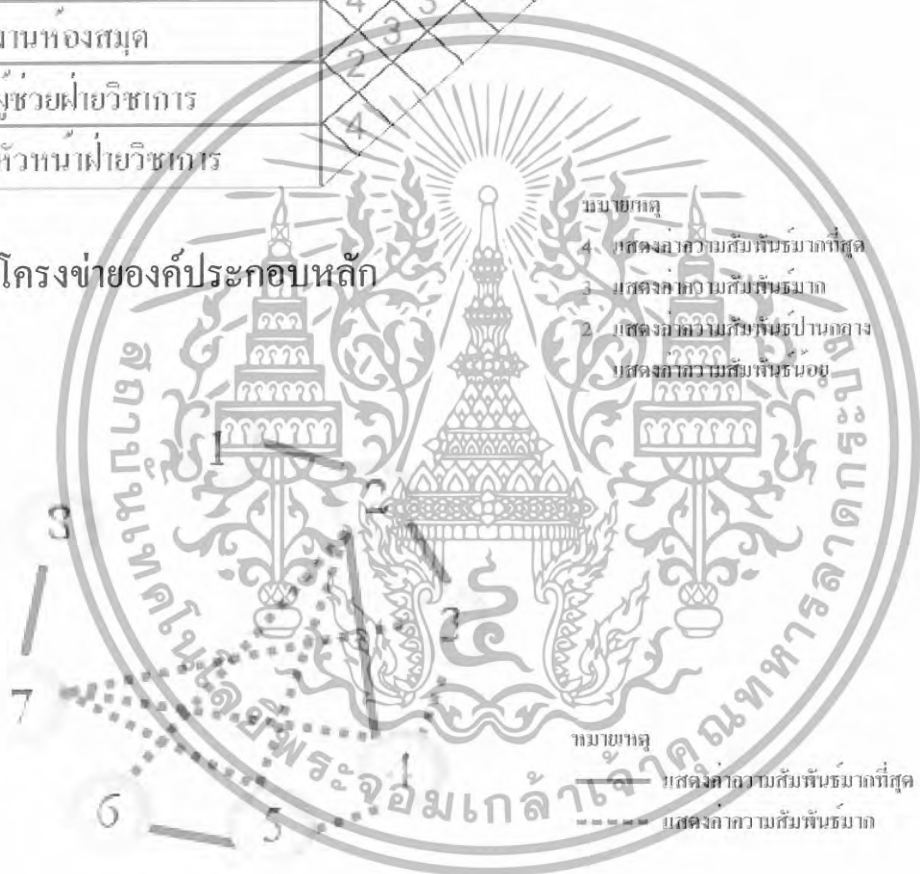 4 3
งานห้องสมุด
3
2
ผู้ช่วยฝ่ายวิชาการ
4
หัวหน้าฝ่ายวิชาการ
หมายเหตุ
4 แสดงค่าความสัมพันธ์มากที่สุด
3 แสดงค่าความสัมพันธ์มาก
2 แสดงค่าความสัมพันธ์ปานกลาง
แสดงค่าความสัมพันธ์น้อย
โครงข่ายองค์ประกอบหลัก
สถาบันเทคโนโลยีพระจอมเกล้าเจ้าคุณทหารลาดกระบัง
1
2
8
3
7
6
5
หมายเหตุ
แสดงค่าความสัมพันธ์มากที่สุด
แสดงค่าความสัมพันธ์มาก